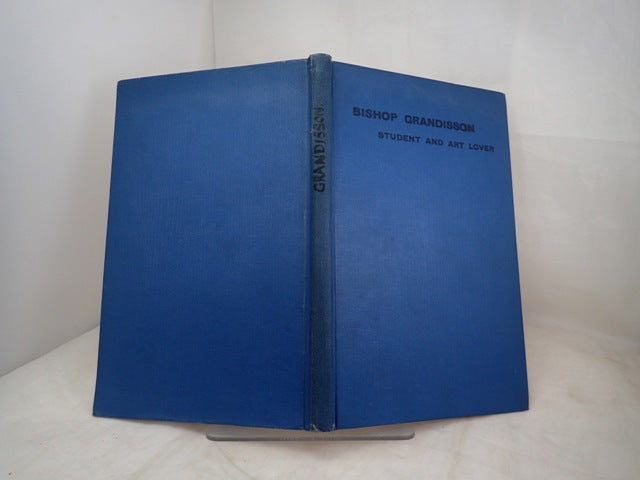 GRANDISSON
BISHOP GRANDISSON
STUDENT AND ART LOVER